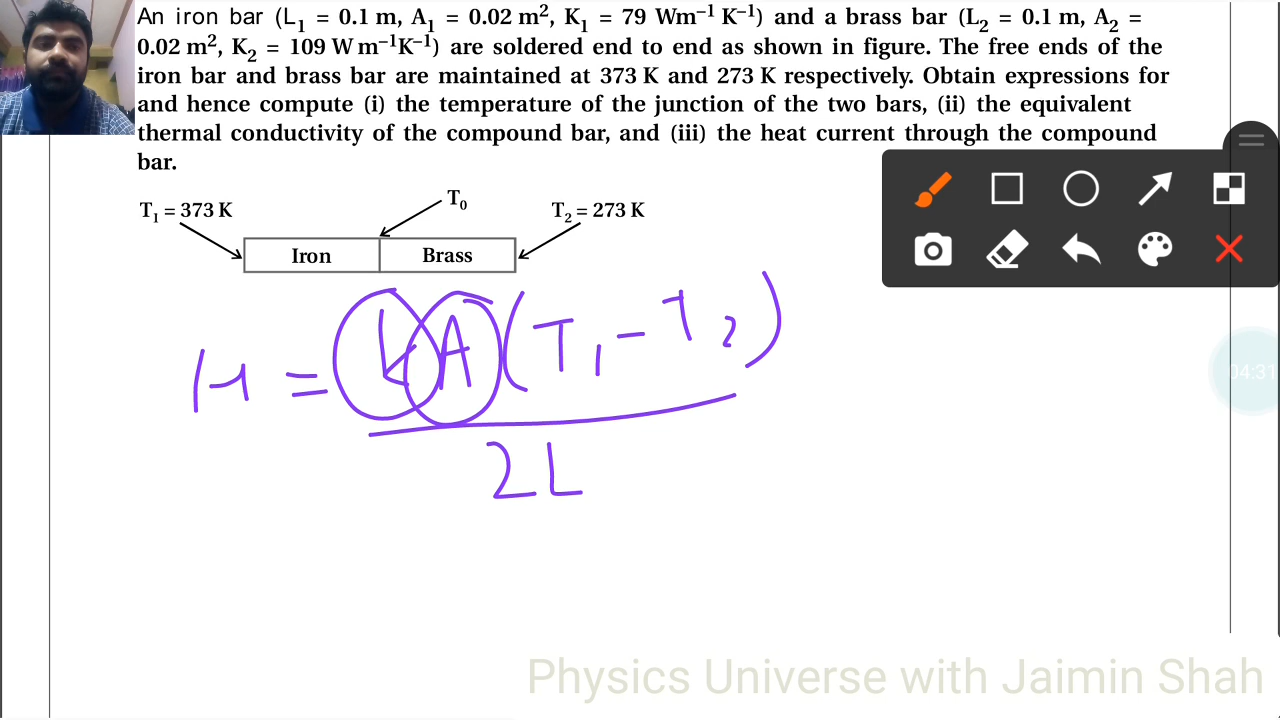 An iron bar (L₁ = 0.1 m, A₁ = 0.02 m², K₁ = 79 Wm⁻¹ K⁻¹) and a brass bar (L₂ = 0.1 m, A₂ =
0.02 m², K₂ = 109 W m⁻¹K⁻¹) are soldered end to end as shown in figure. The free ends of the
iron bar and brass bar are maintained at 373 K and 273 K respectively. Obtain expressions for
and hence compute (i) the temperature of the junction of the two bars, (ii) the equivalent
thermal conductivity of the compound bar, and (iii) the heat current through the compound
bar.
T₁ = 373 K T₀ T₂ = 273 K
Iron Brass
H = KA (T₁ - T₂)
2L
04:31
Physics Universe with Jaimin Shah